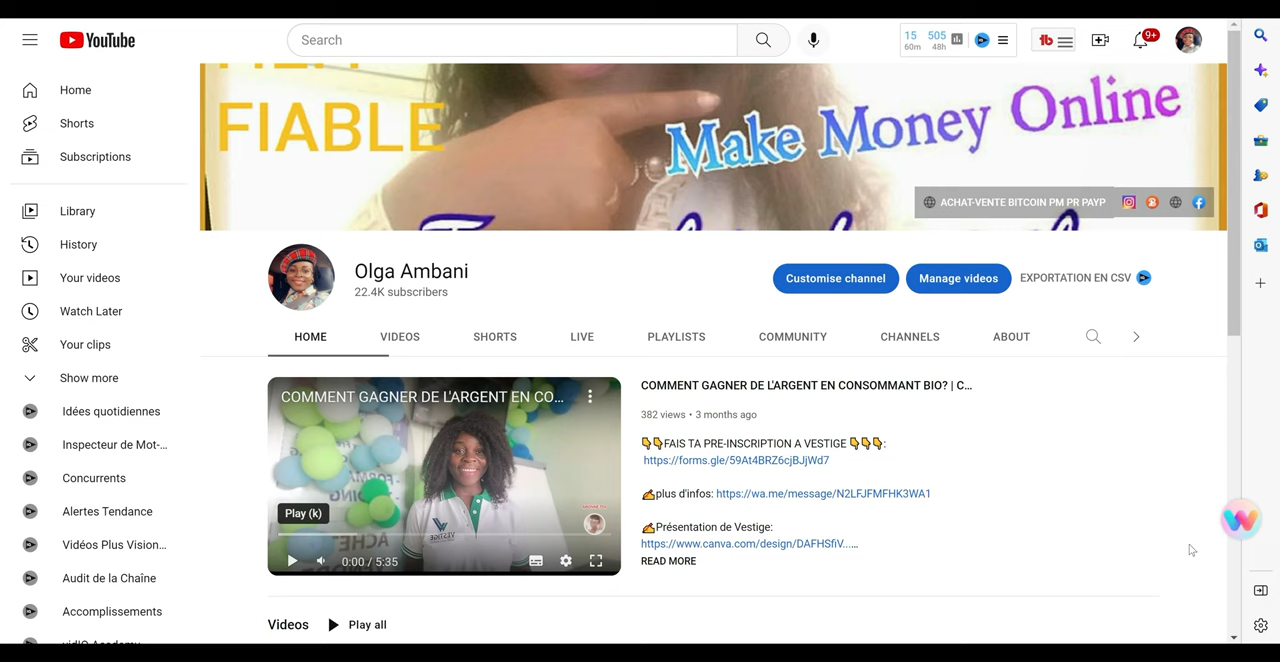 YouTube
Search
15 505
60m 48h
9+
Home
Shorts
Subscriptions
Library
History
Your videos
Watch Later
Your clips
Show more
Idées quotidiennes
Inspecteur de Mot-...
Concurrents
Alertes Tendance
Vidéos Plus Vision...
Audit de la Chaîne
Accomplissements
FIABLE
Make Money Online
ACHAT-VENTE BITCOIN PM PR PAYP
Olga Ambani
22.4K subscribers
Customise channel
Manage videos
EXPORTATION EN CSV
HOME VIDEOS SHORTS LIVE PLAYLISTS COMMUNITY CHANNELS ABOUT
COMMENT GAGNER DE L'ARGENT EN CO...
VESTIGE
Play (k)
0:00 / 5:35
COMMENT GAGNER DE L'ARGENT EN CONSOMMANT BIO? | C...
382 views • 3 months ago
👇👇FAIS TA PRE-INSCRIPTION A VESTIGE 👇👇👇:
https://forms.gle/59At4BRZ6cjBJjWd7
✍plus d'infos: https://wa.me/message/N2LFJFMFHK3WA1
✍Présentation de Vestige:
https://www.canva.com/design/DAFHSfiV...…
READ MORE
Videos Play all